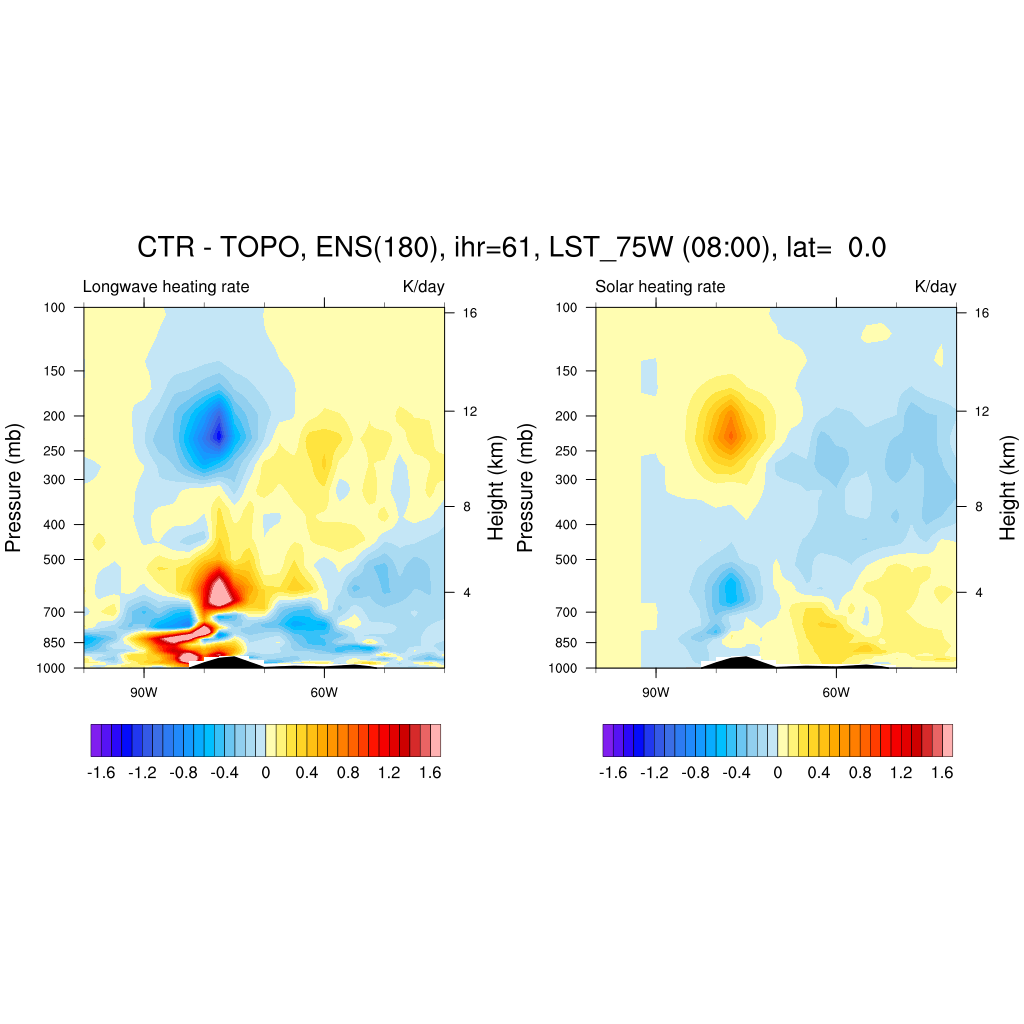 CTR - TOPO, ENS(180), ihr=61, LST_75W (08:00), lat=  0.0
Longwave heating rate K/day
Solar heating rate K/day
Pressure (mb)
100
150
200
250
300
400
500
700
850
1000
16
12
8
4
Height (km)
90W 60W
Pressure (mb)
100
150
200
250
300
400
500
700
850
1000
16
12
8
4
Height (km)
90W 60W
-1.6 -1.2 -0.8 -0.4 0 0.4 0.8 1.2 1.6
-1.6 -1.2 -0.8 -0.4 0 0.4 0.8 1.2 1.6